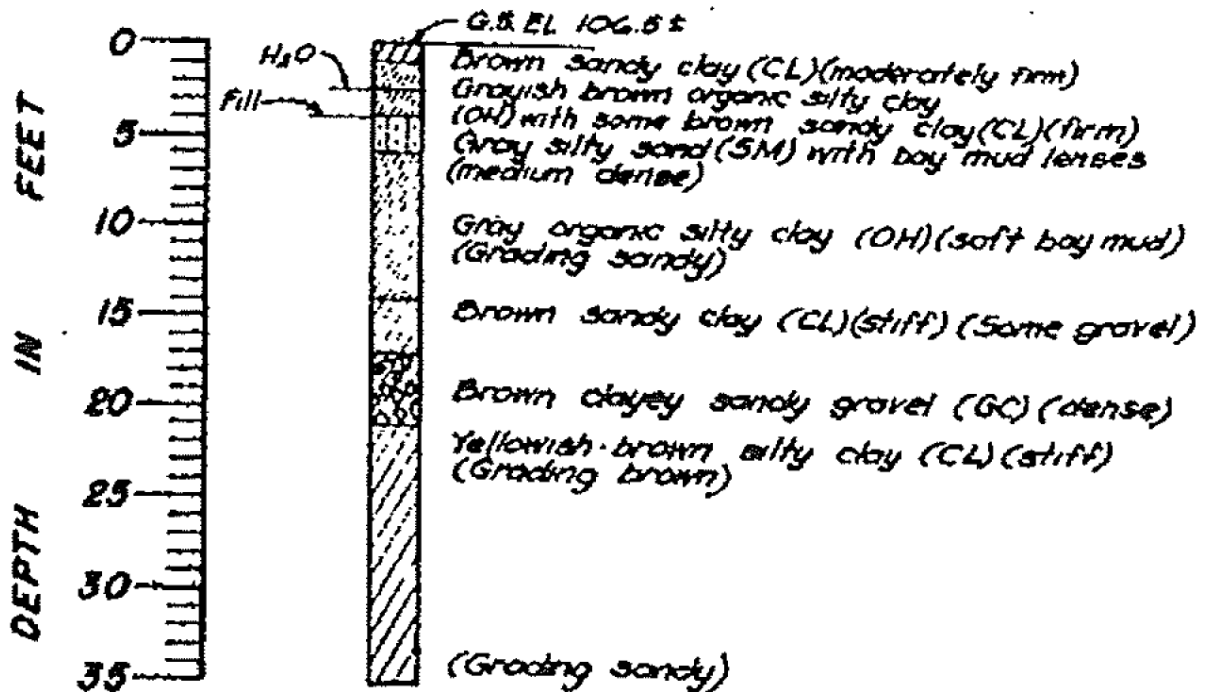 G.S. EL. 106.5±
0
H2O
Brown sandy clay (CL)(moderately firm)
Grayish brown organic silty clay
Fill
(OH) with some brown sandy clay (CL)(firm)
5
Gray silty sand (SM) with bay mud lenses
(medium dense)
10
Gray organic silty clay (OH)(soft bay mud)
(Grading sandy)
15
Brown sandy clay (CL)(stiff) (Some gravel)
20
Brown clayey sandy gravel (GC)(dense)
Yellowish-brown silty clay (CL)(stiff)
(Grading brown)
25
30
35
(Grading sandy)
DEPTH IN FEET